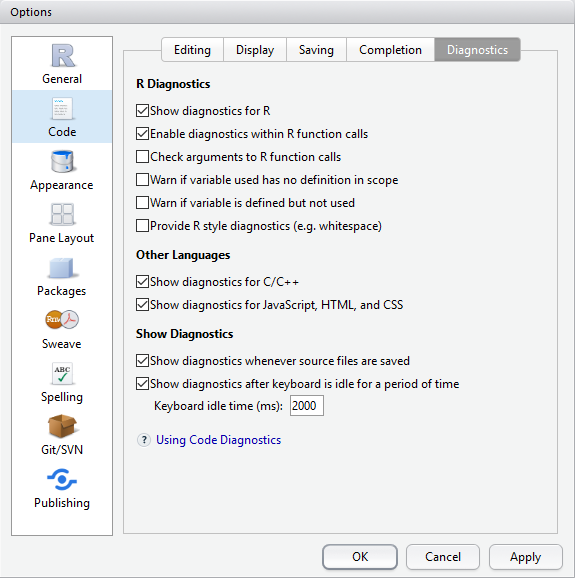 Options
R
General
Code
Appearance
Pane Layout
Packages
Rnw
Sweave
ABC
Spelling
Git/SVN
Publishing
Editing
Display
Saving
Completion
Diagnostics
R Diagnostics
Show diagnostics for R
Enable diagnostics within R function calls
Check arguments to R function calls
Warn if variable used has no definition in scope
Warn if variable is defined but not used
Provide R style diagnostics (e.g. whitespace)
Other Languages
Show diagnostics for C/C++
Show diagnostics for JavaScript, HTML, and CSS
Show Diagnostics
Show diagnostics whenever source files are saved
Show diagnostics after keyboard is idle for a period of time
Keyboard idle time (ms): 2000
? Using Code Diagnostics
OK
Cancel
Apply